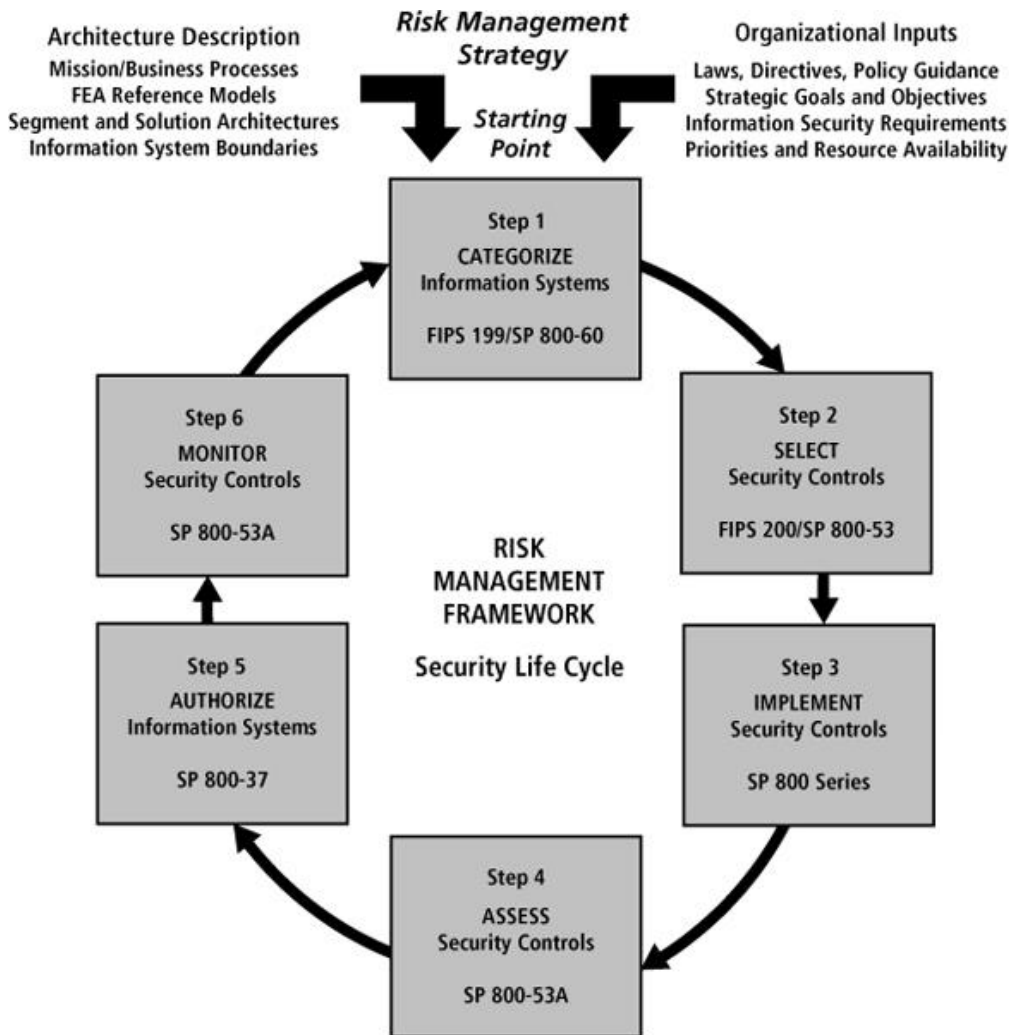 Architecture Description
Mission/Business Processes
FEA Reference Models
Segment and Solution Architectures
Information System Boundaries
Risk Management
Strategy
Starting
Point
Organizational Inputs
Laws, Directives, Policy Guidance
Strategic Goals and Objectives
Information Security Requirements
Priorities and Resource Availability
Step 1
CATEGORIZE
Information Systems
FIPS 199/SP 800-60
Step 2
SELECT
Security Controls
FIPS 200/SP 800-53
Step 3
IMPLEMENT
Security Controls
SP 800 Series
Step 4
ASSESS
Security Controls
SP 800-53A
Step 5
AUTHORIZE
Information Systems
SP 800-37
Step 6
MONITOR
Security Controls
SP 800-53A
RISK
MANAGEMENT
FRAMEWORK
Security Life Cycle